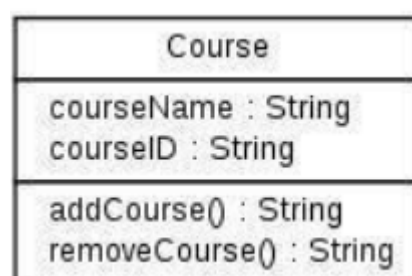 Course
courseName : String
courseID : String
addCourse() : String
removeCourse() : String